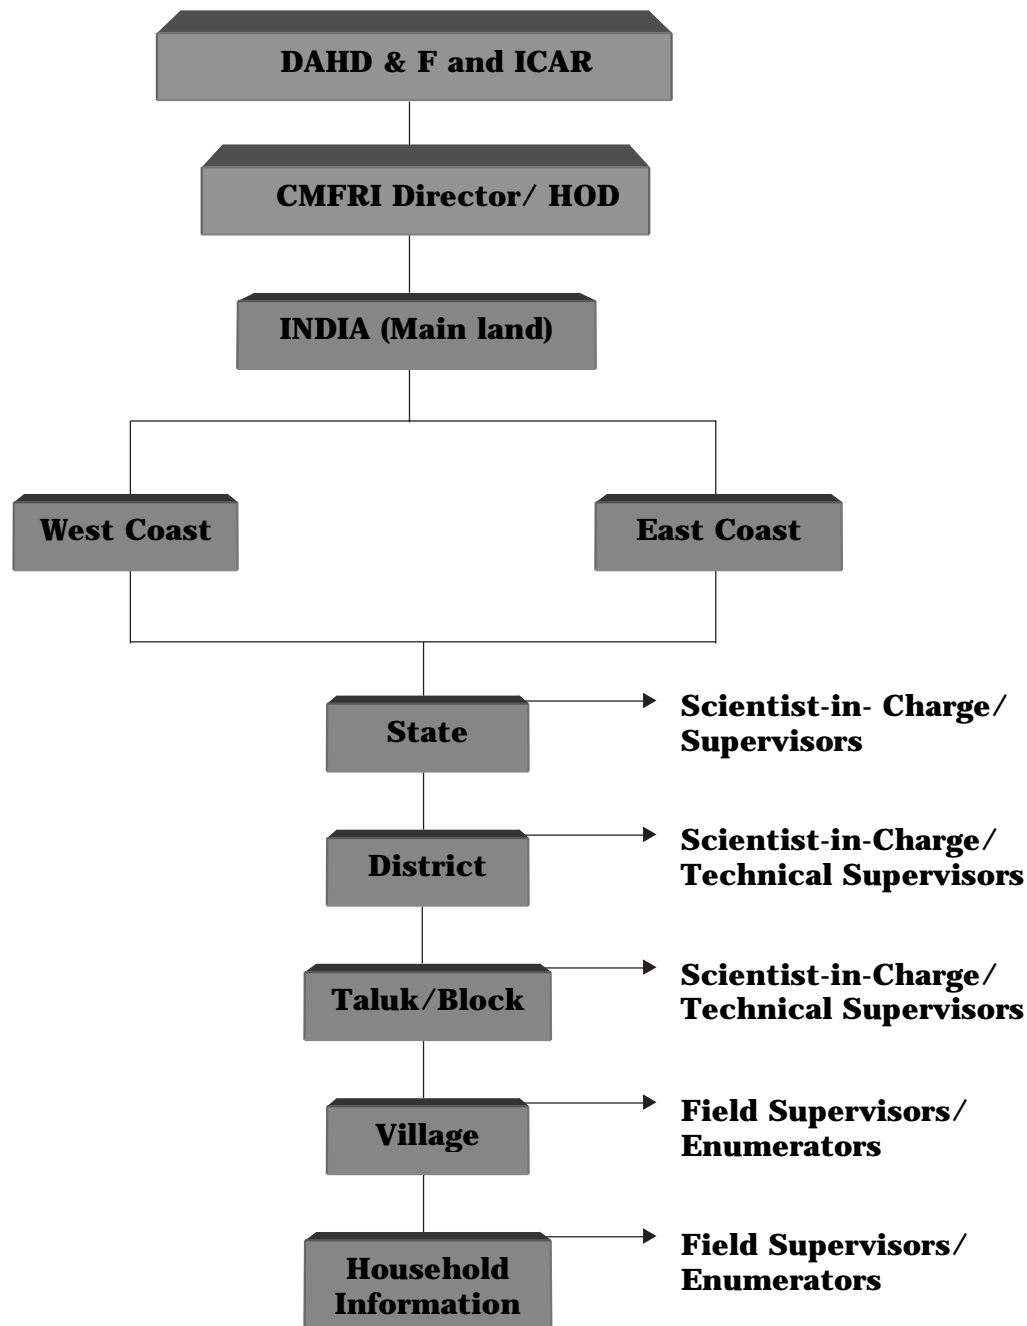 DAHD & F and ICAR
CMFRI Director/ HOD
INDIA (Main land)
West Coast
East Coast
State
Scientist-in- Charge/
Supervisors
District
Scientist-in-Charge/
Technical Supervisors
Taluk/Block
Scientist-in-Charge/
Technical Supervisors
Village
Field Supervisors/
Enumerators
Household
Information
Field Supervisors/
Enumerators